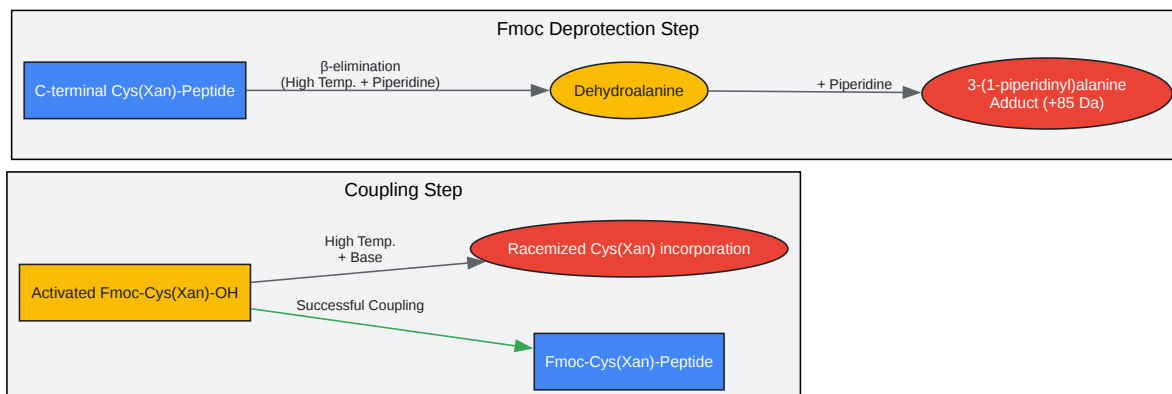 Fmoc Deprotection Step
C-terminal Cys(Xan)-Peptide
β-elimination
(High Temp. + Piperidine)
Dehydroalanine
+ Piperidine
3-(1-piperidinyl)alanine
Adduct (+85 Da)
Coupling Step
Activated Fmoc-Cys(Xan)-OH
High Temp.
+ Base
Racemized Cys(Xan) incorporation
Successful Coupling
Fmoc-Cys(Xan)-Peptide